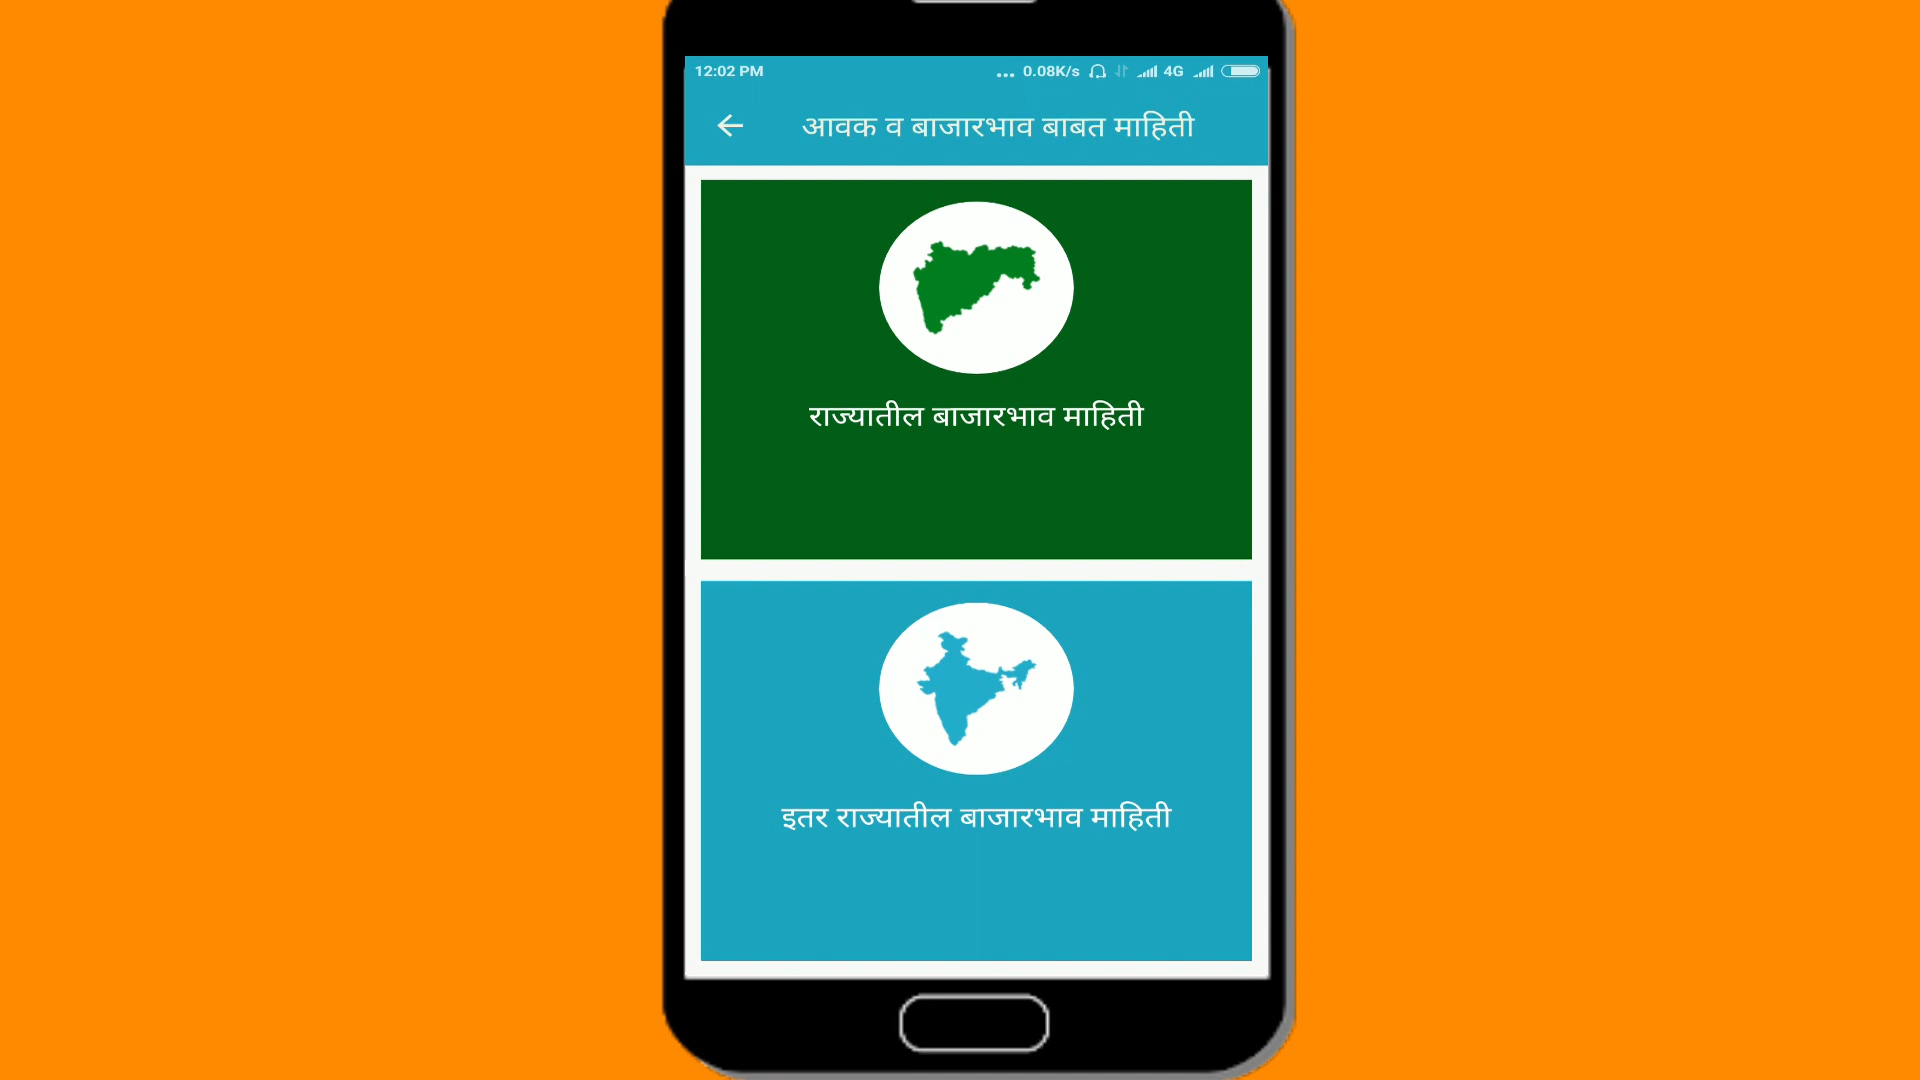 12:02 PM
... 0.08K/s 4G
आवक व बाजारभाव बाबत माहिती
राज्यातील बाजारभाव माहिती
इतर राज्यातील बाजारभाव माहिती